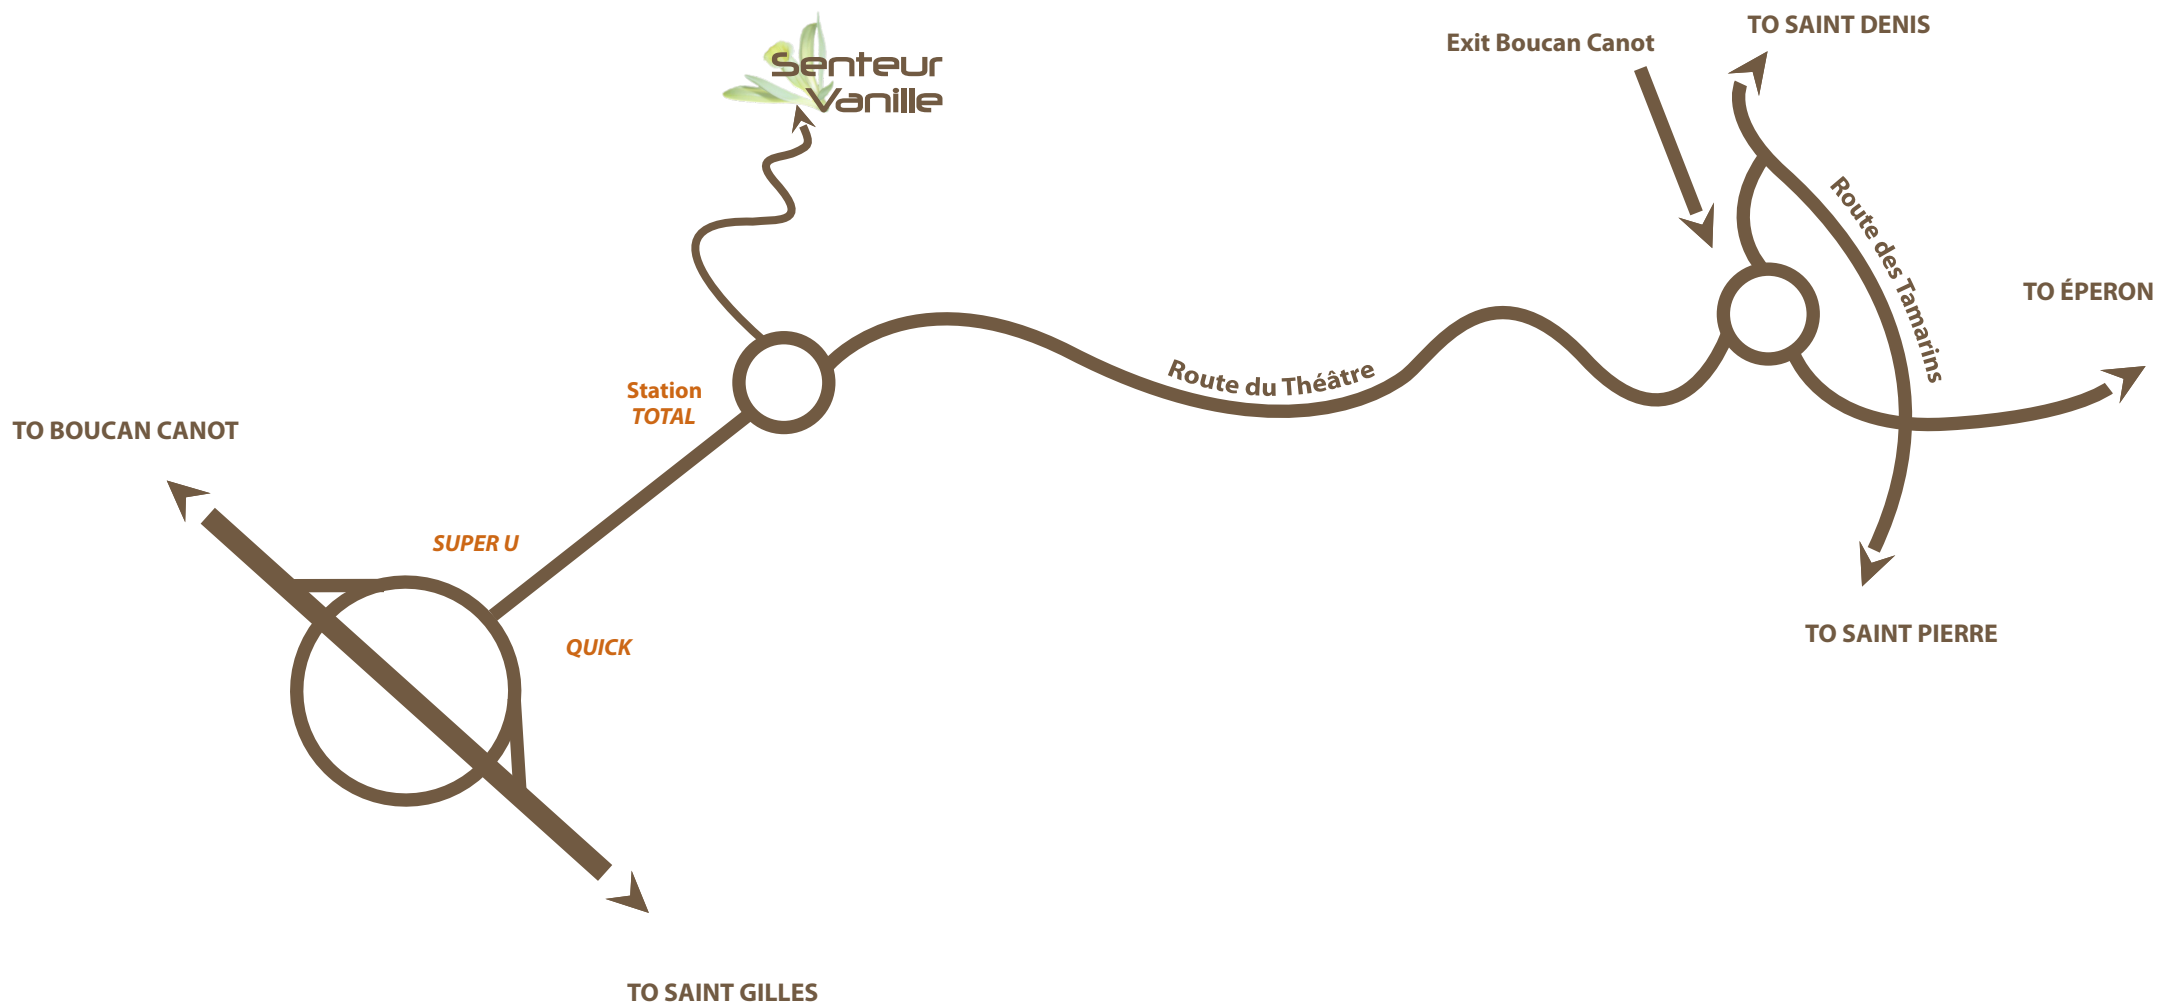 TO SAINT DENIS
Exit Boucan Canot
Senteur
Vanille
Route des Tamarins
TO ÉPERON
Route du Théâtre
Station
TOTAL
TO BOUCAN CANOT
SUPER U
QUICK
TO SAINT PIERRE
TO SAINT GILLES